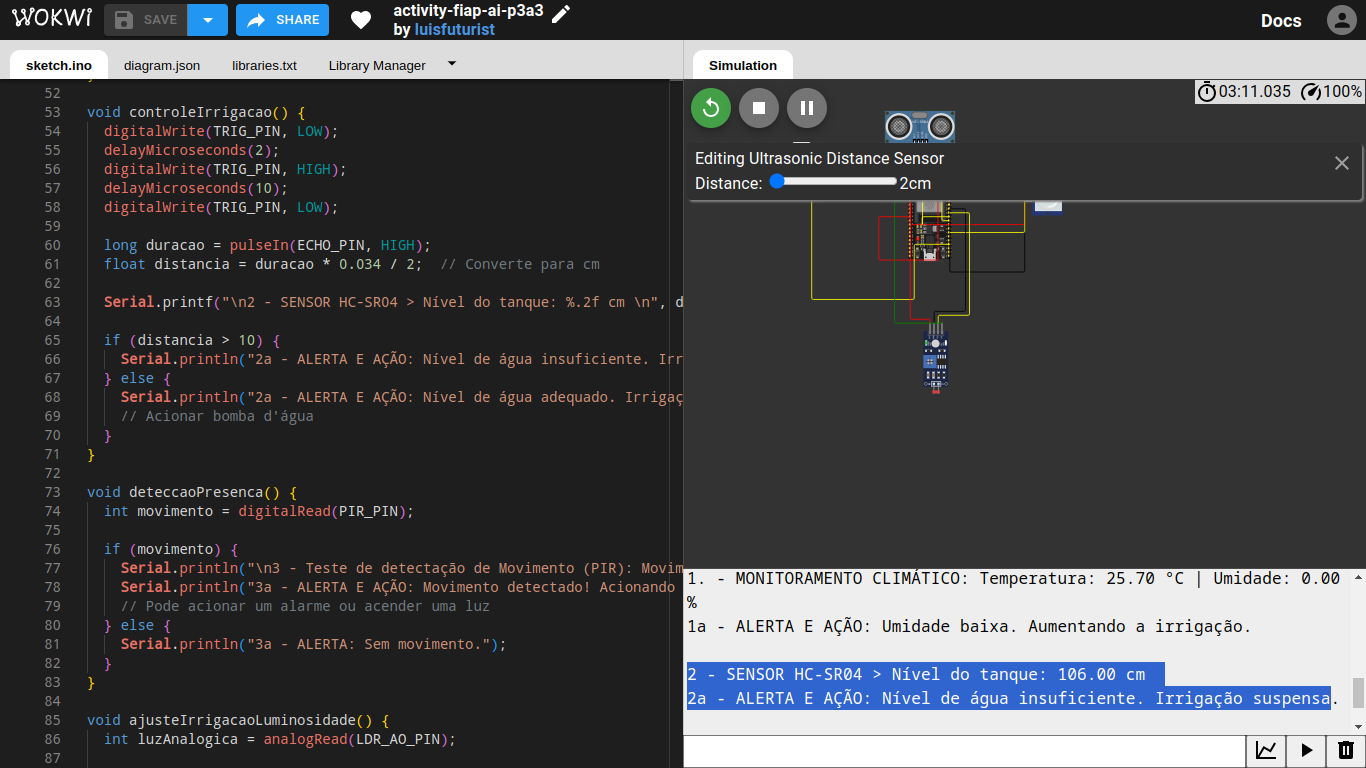 WOKWI
SAVE
SHARE
activity-fiap-ai-p3a3
by luisfuturist
Docs
sketch.ino
diagram.json
libraries.txt
Library Manager
Simulation
52
53 void controleIrrigacao() {
54 digitalWrite(TRIG_PIN, LOW);
55 delayMicroseconds(2);
56 digitalWrite(TRIG_PIN, HIGH);
57 delayMicroseconds(10);
58 digitalWrite(TRIG_PIN, LOW);
59
60 long duracao = pulseIn(ECHO_PIN, HIGH);
61 float distancia = duracao * 0.034 / 2; // Converte para cm
62
63 Serial.printf("\n2 - SENSOR HC-SR04 > Nível do tanque: %.2f cm \n", d
64
65 if (distancia > 10) {
66 Serial.println("2a - ALERTA E AÇÃO: Nível de água insuficiente. Irr
67 } else {
68 Serial.println("2a - ALERTA E AÇÃO: Nível de água adequado. Irrigaç
69 // Acionar bomba d'água
70 }
71 }
72
73 void deteccaoPresenca() {
74 int movimento = digitalRead(PIR_PIN);
75
76 if (movimento) {
77 Serial.println("\n3 - Teste de detectação de Movimento (PIR): Movim
78 Serial.println("3a - ALERTA E AÇÃO: Movimento detectado! Acionando
79 // Pode acionar um alarme ou acender uma luz
80 } else {
81 Serial.println("3a - ALERTA: Sem movimento.");
82 }
83 }
84
85 void ajusteIrrigacaoLuminosidade() {
86 int luzAnalogica = analogRead(LDR_AO_PIN);
87
03:11.035 100%
Editing Ultrasonic Distance Sensor
Distance: 2cm
1. - MONITORAMENTO CLIMÁTICO: Temperatura: 25.70 °C | Umidade: 0.00
%
1a - ALERTA E AÇÃO: Umidade baixa. Aumentando a irrigação.
2 - SENSOR HC-SR04 > Nível do tanque: 106.00 cm
2a - ALERTA E AÇÃO: Nível de água insuficiente. Irrigação suspensa.